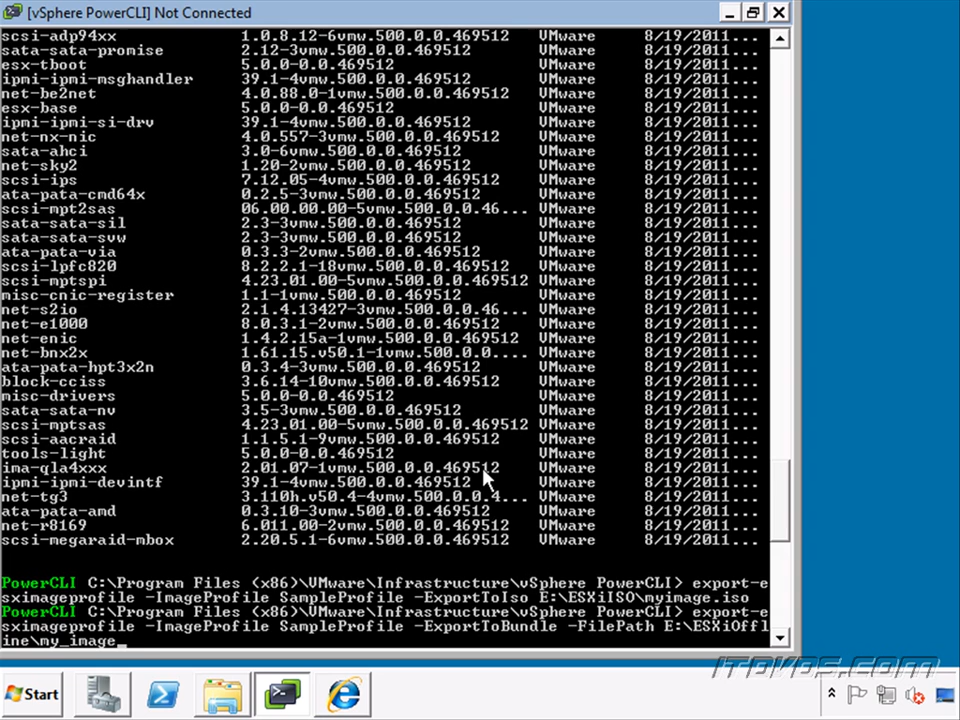 [vSphere PowerCLI] Not Connected
scsi-adp94xx 1.0.8.12-6vmw.500.0.0.469512 VMware 8/19/2011...
sata-sata-promise 2.12-3vmw.500.0.0.469512 VMware 8/19/2011...
esx-tboot 5.0.0-0.0.469512 VMware 8/19/2011...
ipmi-ipmi-msghandler 39.1-4vmw.500.0.0.469512 VMware 8/19/2011...
net-be2net 4.0.88.0-1vmw.500.0.0.469512 VMware 8/19/2011...
esx-base 5.0.0-0.0.469512 VMware 8/19/2011...
ipmi-ipmi-si-drv 39.1-4vmw.500.0.0.469512 VMware 8/19/2011...
net-nx-nic 4.0.557-3vmw.500.0.0.469512 VMware 8/19/2011...
sata-ahci 3.0-6vmw.500.0.0.469512 VMware 8/19/2011...
net-sky2 1.20-2vmw.500.0.0.469512 VMware 8/19/2011...
scsi-ips 7.12.05-4vmw.500.0.0.469512 VMware 8/19/2011...
ata-pata-cmd64x 0.2.5-3vmw.500.0.0.469512 VMware 8/19/2011...
scsi-mpt2sas 06.00.00.00-5vmw.500.0.0.46... VMware 8/19/2011...
sata-sata-sil 2.3-3vmw.500.0.0.469512 VMware 8/19/2011...
sata-sata-svw 2.3-3vmw.500.0.0.469512 VMware 8/19/2011...
ata-pata-via 0.3.3-2vmw.500.0.0.469512 VMware 8/19/2011...
scsi-lpfc820 8.2.2.1-18vmw.500.0.0.469512 VMware 8/19/2011...
scsi-mptspi 4.23.01.00-5vmw.500.0.0.469512 VMware 8/19/2011...
misc-cnic-register 1.1-1vmw.500.0.0.469512 VMware 8/19/2011...
net-s2io 2.1.4.13427-3vmw.500.0.0.46... VMware 8/19/2011...
net-e1000 8.0.3.1-2vmw.500.0.0.469512 VMware 8/19/2011...
net-enic 1.4.2.15a-1vmw.500.0.0.469512 VMware 8/19/2011...
net-bnx2x 1.61.15.v50.1-1vmw.500.0.0.... VMware 8/19/2011...
ata-pata-hpt3x2n 0.3.4-3vmw.500.0.0.469512 VMware 8/19/2011...
block-cciss 3.6.14-10vmw.500.0.0.469512 VMware 8/19/2011...
misc-drivers 5.0.0-0.0.469512 VMware 8/19/2011...
sata-sata-nv 3.5-3vmw.500.0.0.469512 VMware 8/19/2011...
scsi-mptsas 4.23.01.00-5vmw.500.0.0.469512 VMware 8/19/2011...
scsi-aacraid 1.1.5.1-9vmw.500.0.0.469512 VMware 8/19/2011...
tools-light 5.0.0-0.0.469512 VMware 8/19/2011...
ima-qla4xxx 2.01.07-1vmw.500.0.0.469512 VMware 8/19/2011...
ipmi-ipmi-devintf 39.1-4vmw.500.0.0.469512 VMware 8/19/2011...
net-tg3 3.110h.v50.4-4vmw.500.0.0.4... VMware 8/19/2011...
ata-pata-amd 0.3.10-3vmw.500.0.0.469512 VMware 8/19/2011...
net-r8169 6.011.00-2vmw.500.0.0.469512 VMware 8/19/2011...
scsi-megaraid-mbox 2.20.5.1-6vmw.500.0.0.469512 VMware 8/19/2011...
PowerCLI C:\Program Files (x86)\VMware\Infrastructure\vSphere PowerCLI> export-e
sximageprofile -ImageProfile SampleProfile -ExportToIso E:\ESXiISO\myimage.iso
PowerCLI C:\Program Files (x86)\VMware\Infrastructure\vSphere PowerCLI> export-e
sximageprofile -ImageProfile SampleProfile -ExportToBundle -FilePath E:\ESXiOffl
ine\my_image_
ITDVDS.COM
Start